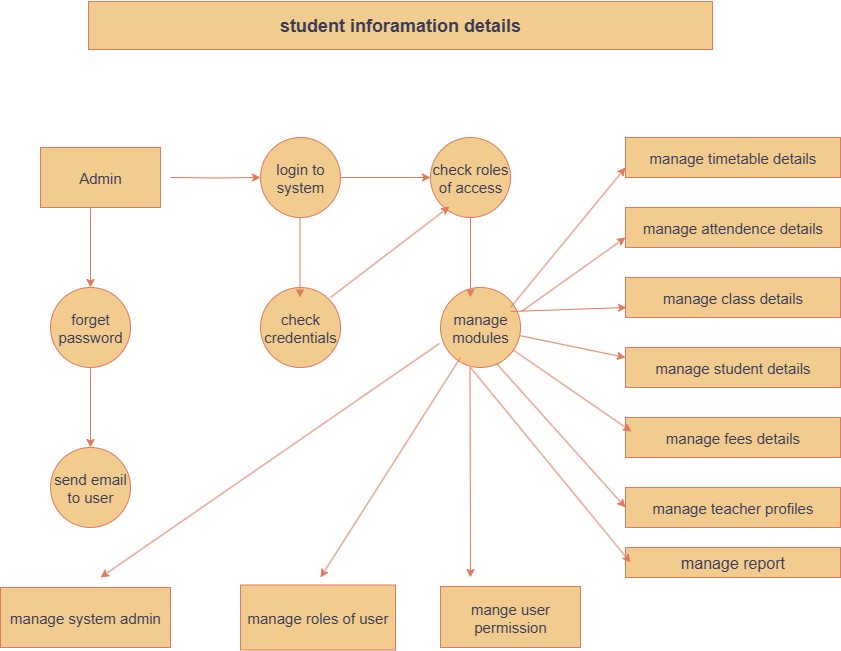 student inforamation details
Admin
login to
system
check roles
of access
manage timetable details
manage attendence details
manage class details
forget
password
check
credentials
manage
modules
manage student details
manage fees details
send email
to user
manage teacher profiles
manage report
manage system admin
manage roles of user
mange user
permission